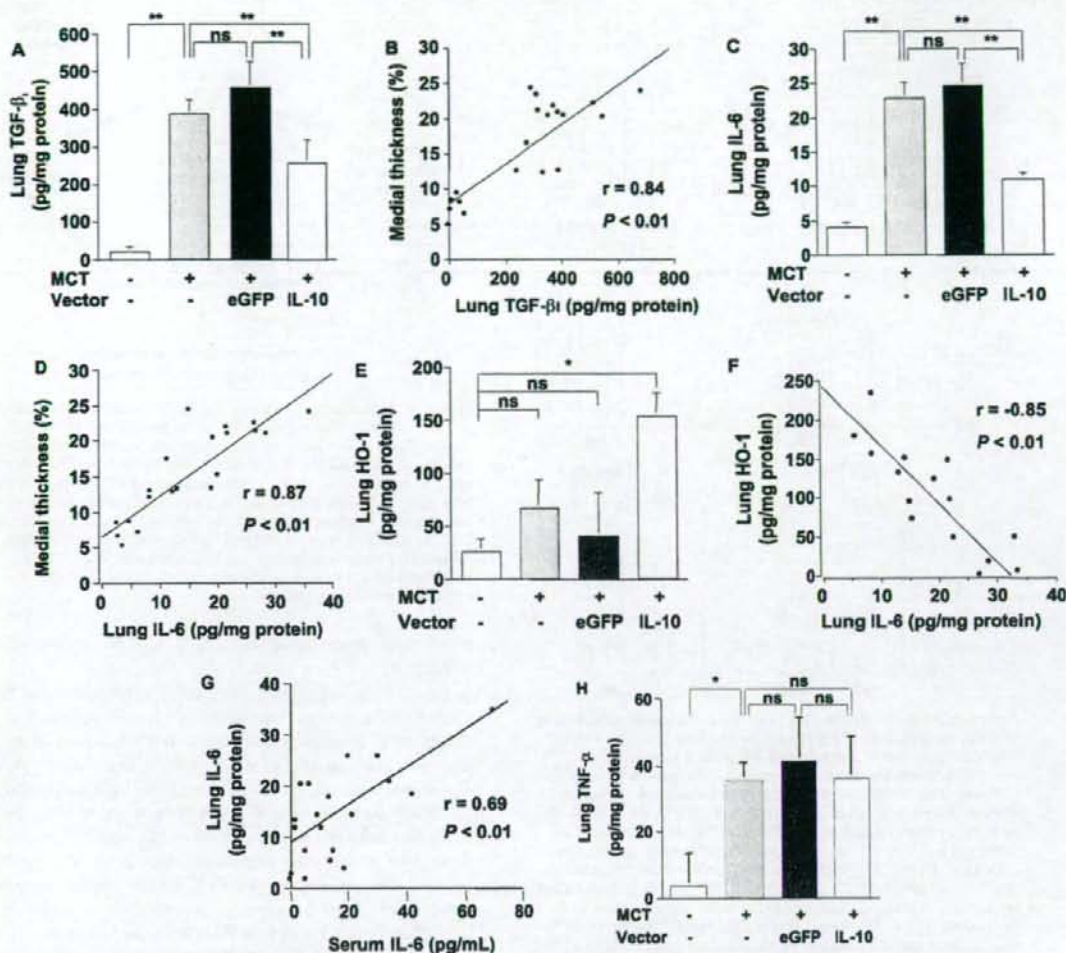 A
** **
ns **
Lung TGF-β₁
(pg/mg protein)
600
500
400
300
200
100
0
MCT - + + +
Vector - - eGFP IL-10
B
Medial thickness (%)
30
25
20
15
10
5
0
r = 0.84
P < 0.01
0 200 400 600 800
Lung TGF-β₁ (pg/mg protein)
C
** **
ns **
Lung IL-6
(pg/mg protein)
30
25
20
15
10
5
0
MCT - + + +
Vector - - eGFP IL-10
D
Medial thickness (%)
30
25
20
15
10
5
0
r = 0.87
P < 0.01
0 10 20 30 40
Lung IL-6 (pg/mg protein)
E
*
ns
ns
Lung HO-1
(pg/mg protein)
200
150
100
50
0
MCT - + + +
Vector - - eGFP IL-10
F
Lung HO-1
(pg/mg protein)
250
200
150
100
50
0
r = -0.85
P < 0.01
0 10 20 30 40
Lung IL-6 (pg/mg protein)
G
Lung IL-6
(pg/mg protein)
40
30
20
10
0
r = 0.69
P < 0.01
0 20 40 60 80
Serum IL-6 (pg/mL)
H
* ns
ns ns
Lung TNF-α
(pg/mg protein)
60
40
20
0
MCT - + + +
Vector - - eGFP IL-10